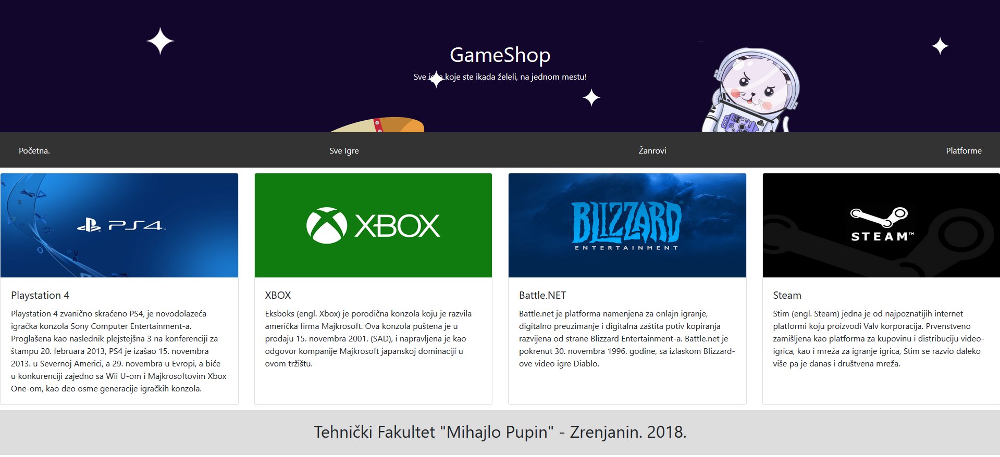 GameShop
Sve igre koje ste ikada želeli, na jednom mestu!
Početna.
Sve Igre
Žanrovi
Platforme
PS4™
XBOX
BLIZZARD®
ENTERTAINMENT
STEAM™
Playstation 4
Playstation 4 zvanično skraćeno PS4, je novodolazeća
igračka konzola Sony Computer Entertainment-a.
Proglašena kao naslednik plejstejšna 3 na konferenciji za
štampu 20. februara 2013, PS4 je izašao 15. novembra
2013. u Severnoj Americi, a 29. novembra u Evropi, a biće
u konkurenciji zajedno sa Wii U-om i Majkrosoftovim Xbox
One-om, kao deo osme generacije igračkih konzola.
XBOX
Eksboks (engl. Xbox) je porodična konzola koju je razvila
američka firma Majkrosoft. Ova konzola puštena je u
prodaju 15. novembra 2001. (SAD), i napravljena je kao
odgovor kompanije Majkrosoft japanskoj dominaciji u
ovom tržištu.
Battle.NET
Battle.net je platforma namenjena za onlajn igranje,
digitalno preuzimanje i digitalna zaštita potiv kopiranja
razvijena od strane Blizzard Entertainment-a. Battle.net je
pokrenut 30. novembra 1996. godine, sa izlaskom Blizzard-
ove video igre Diablo.
Steam
Stim (engl. Steam) jedna je od najpoznatijih internet
platformi koju proizvodi Valv korporacija. Prvenstveno
zamišljena kao platforma za kupovinu i distribuciju video-
igrica, kao i mreža za igranje igrica, Stim se razvio daleko
više pa je danas i društvena mreža.
Tehnički Fakultet "Mihajlo Pupin" - Zrenjanin. 2018.